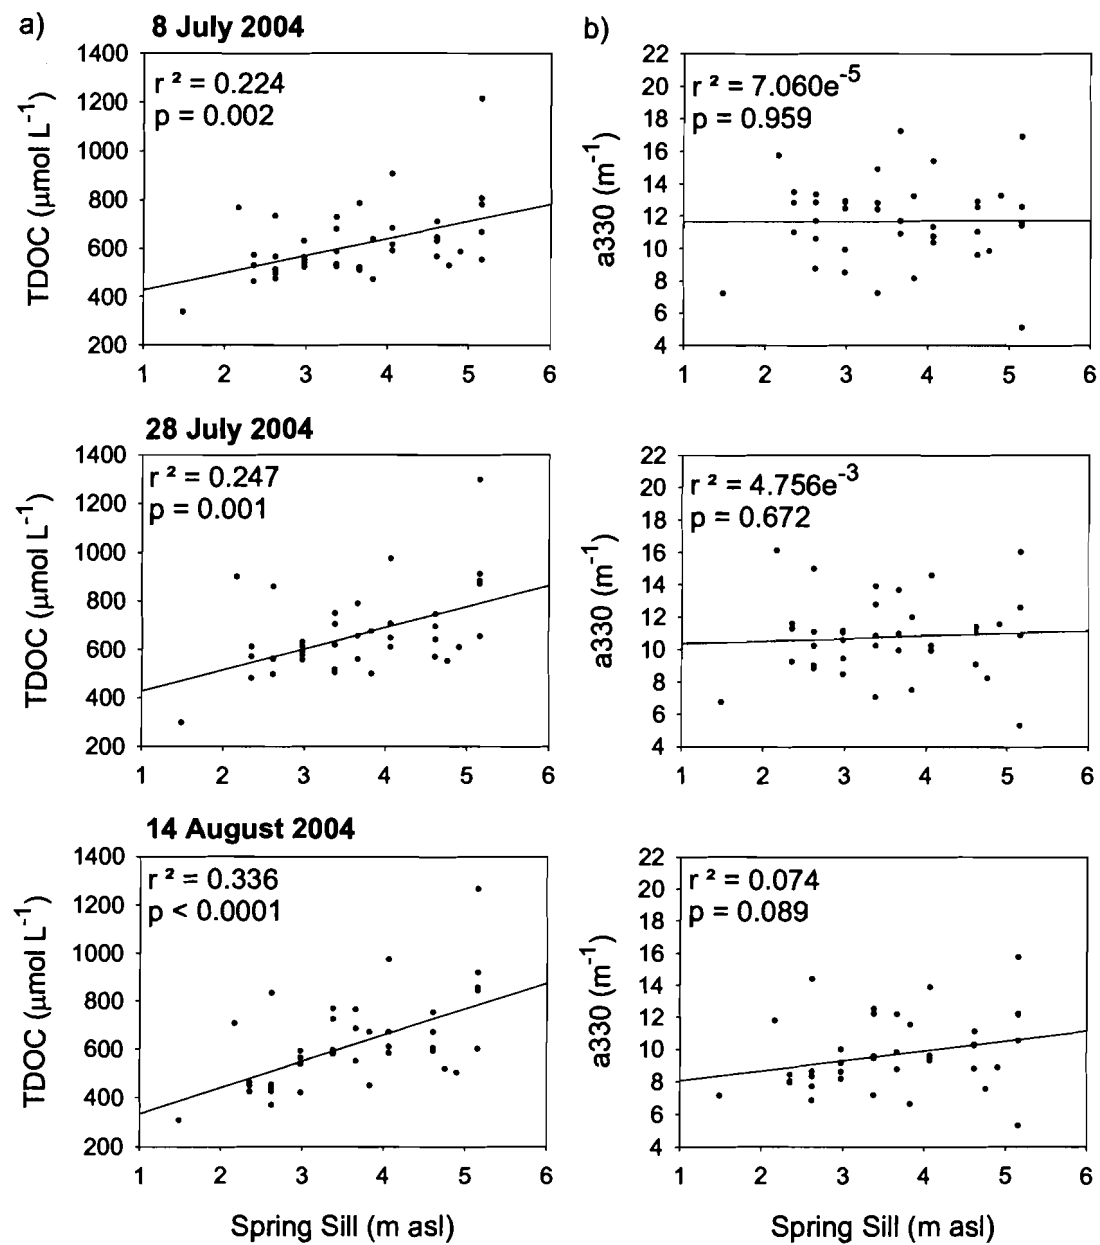 a)
8 July 2004
b)
1400
1200
1000
800
600
400
200
TDOC (μmol L⁻¹)
r ² = 0.224
p = 0.002
1 2 3 4 5 6
22
20
18
16
14
12
10
8
6
4
a330 (m⁻¹)
r ² = 7.060e⁻⁵
p = 0.959
1 2 3 4 5 6
28 July 2004
1400
1200
1000
800
600
400
200
TDOC (μmol L⁻¹)
r ² = 0.247
p = 0.001
1 2 3 4 5 6
22
20
18
16
14
12
10
8
6
4
a330 (m⁻¹)
r ² = 4.756e⁻³
p = 0.672
1 2 3 4 5 6
14 August 2004
1400
1200
1000
800
600
400
200
TDOC (μmol L⁻¹)
r ² = 0.336
p < 0.0001
1 2 3 4 5 6
Spring Sill (m asl)
22
20
18
16
14
12
10
8
6
4
a330 (m⁻¹)
r ² = 0.074
p = 0.089
1 2 3 4 5 6
Spring Sill (m asl)